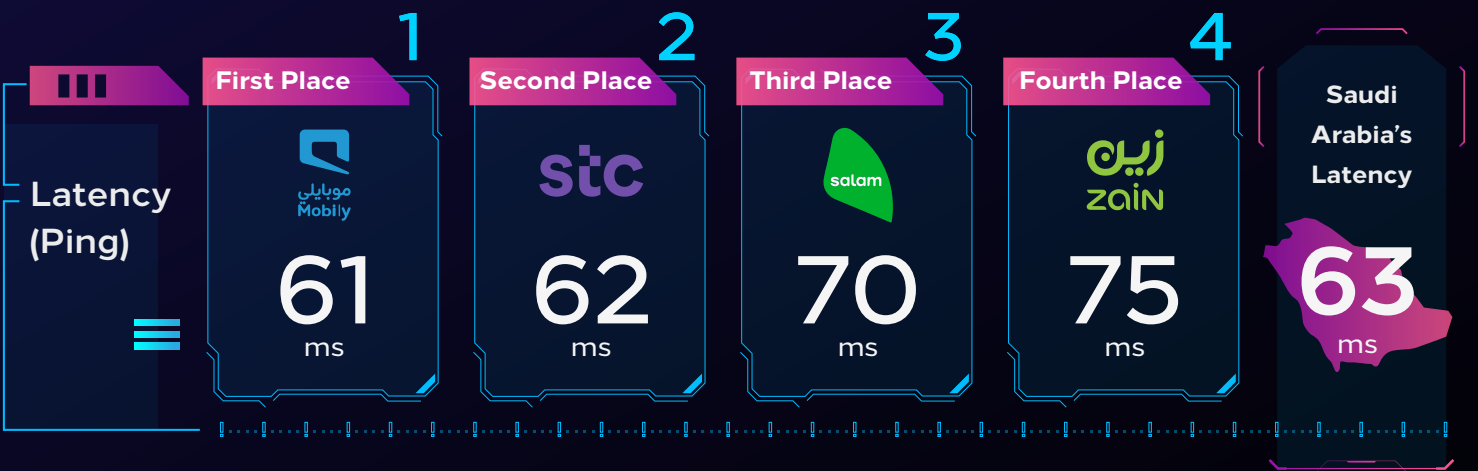 Latency
(Ping)
1
First Place
موبايلي
Mobily
61
ms
2
Second Place
stc
62
ms
3
Third Place
salam
70
ms
4
Fourth Place
زين
zain
75
ms
Saudi
Arabia’s
Latency
63
ms